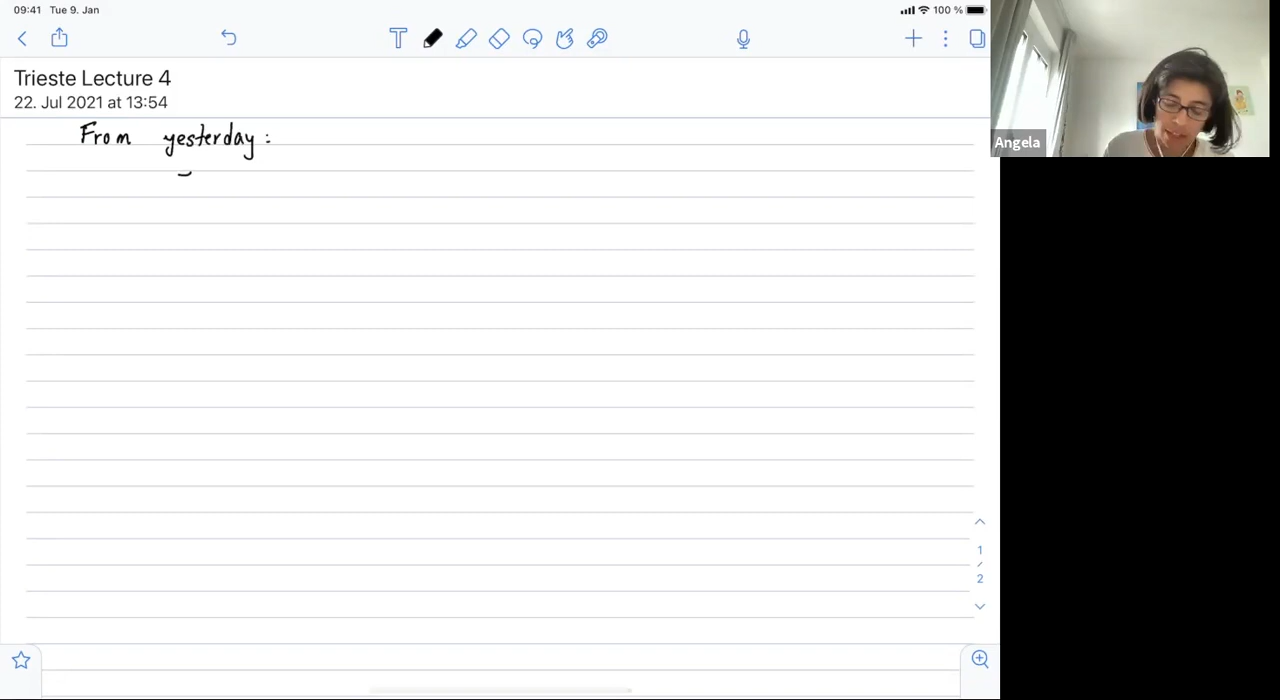 09:41 Tue 9. Jan
100 %
T
Trieste Lecture 4
22. Jul 2021 at 13:54
Angela
From yesterday:
1
/
2